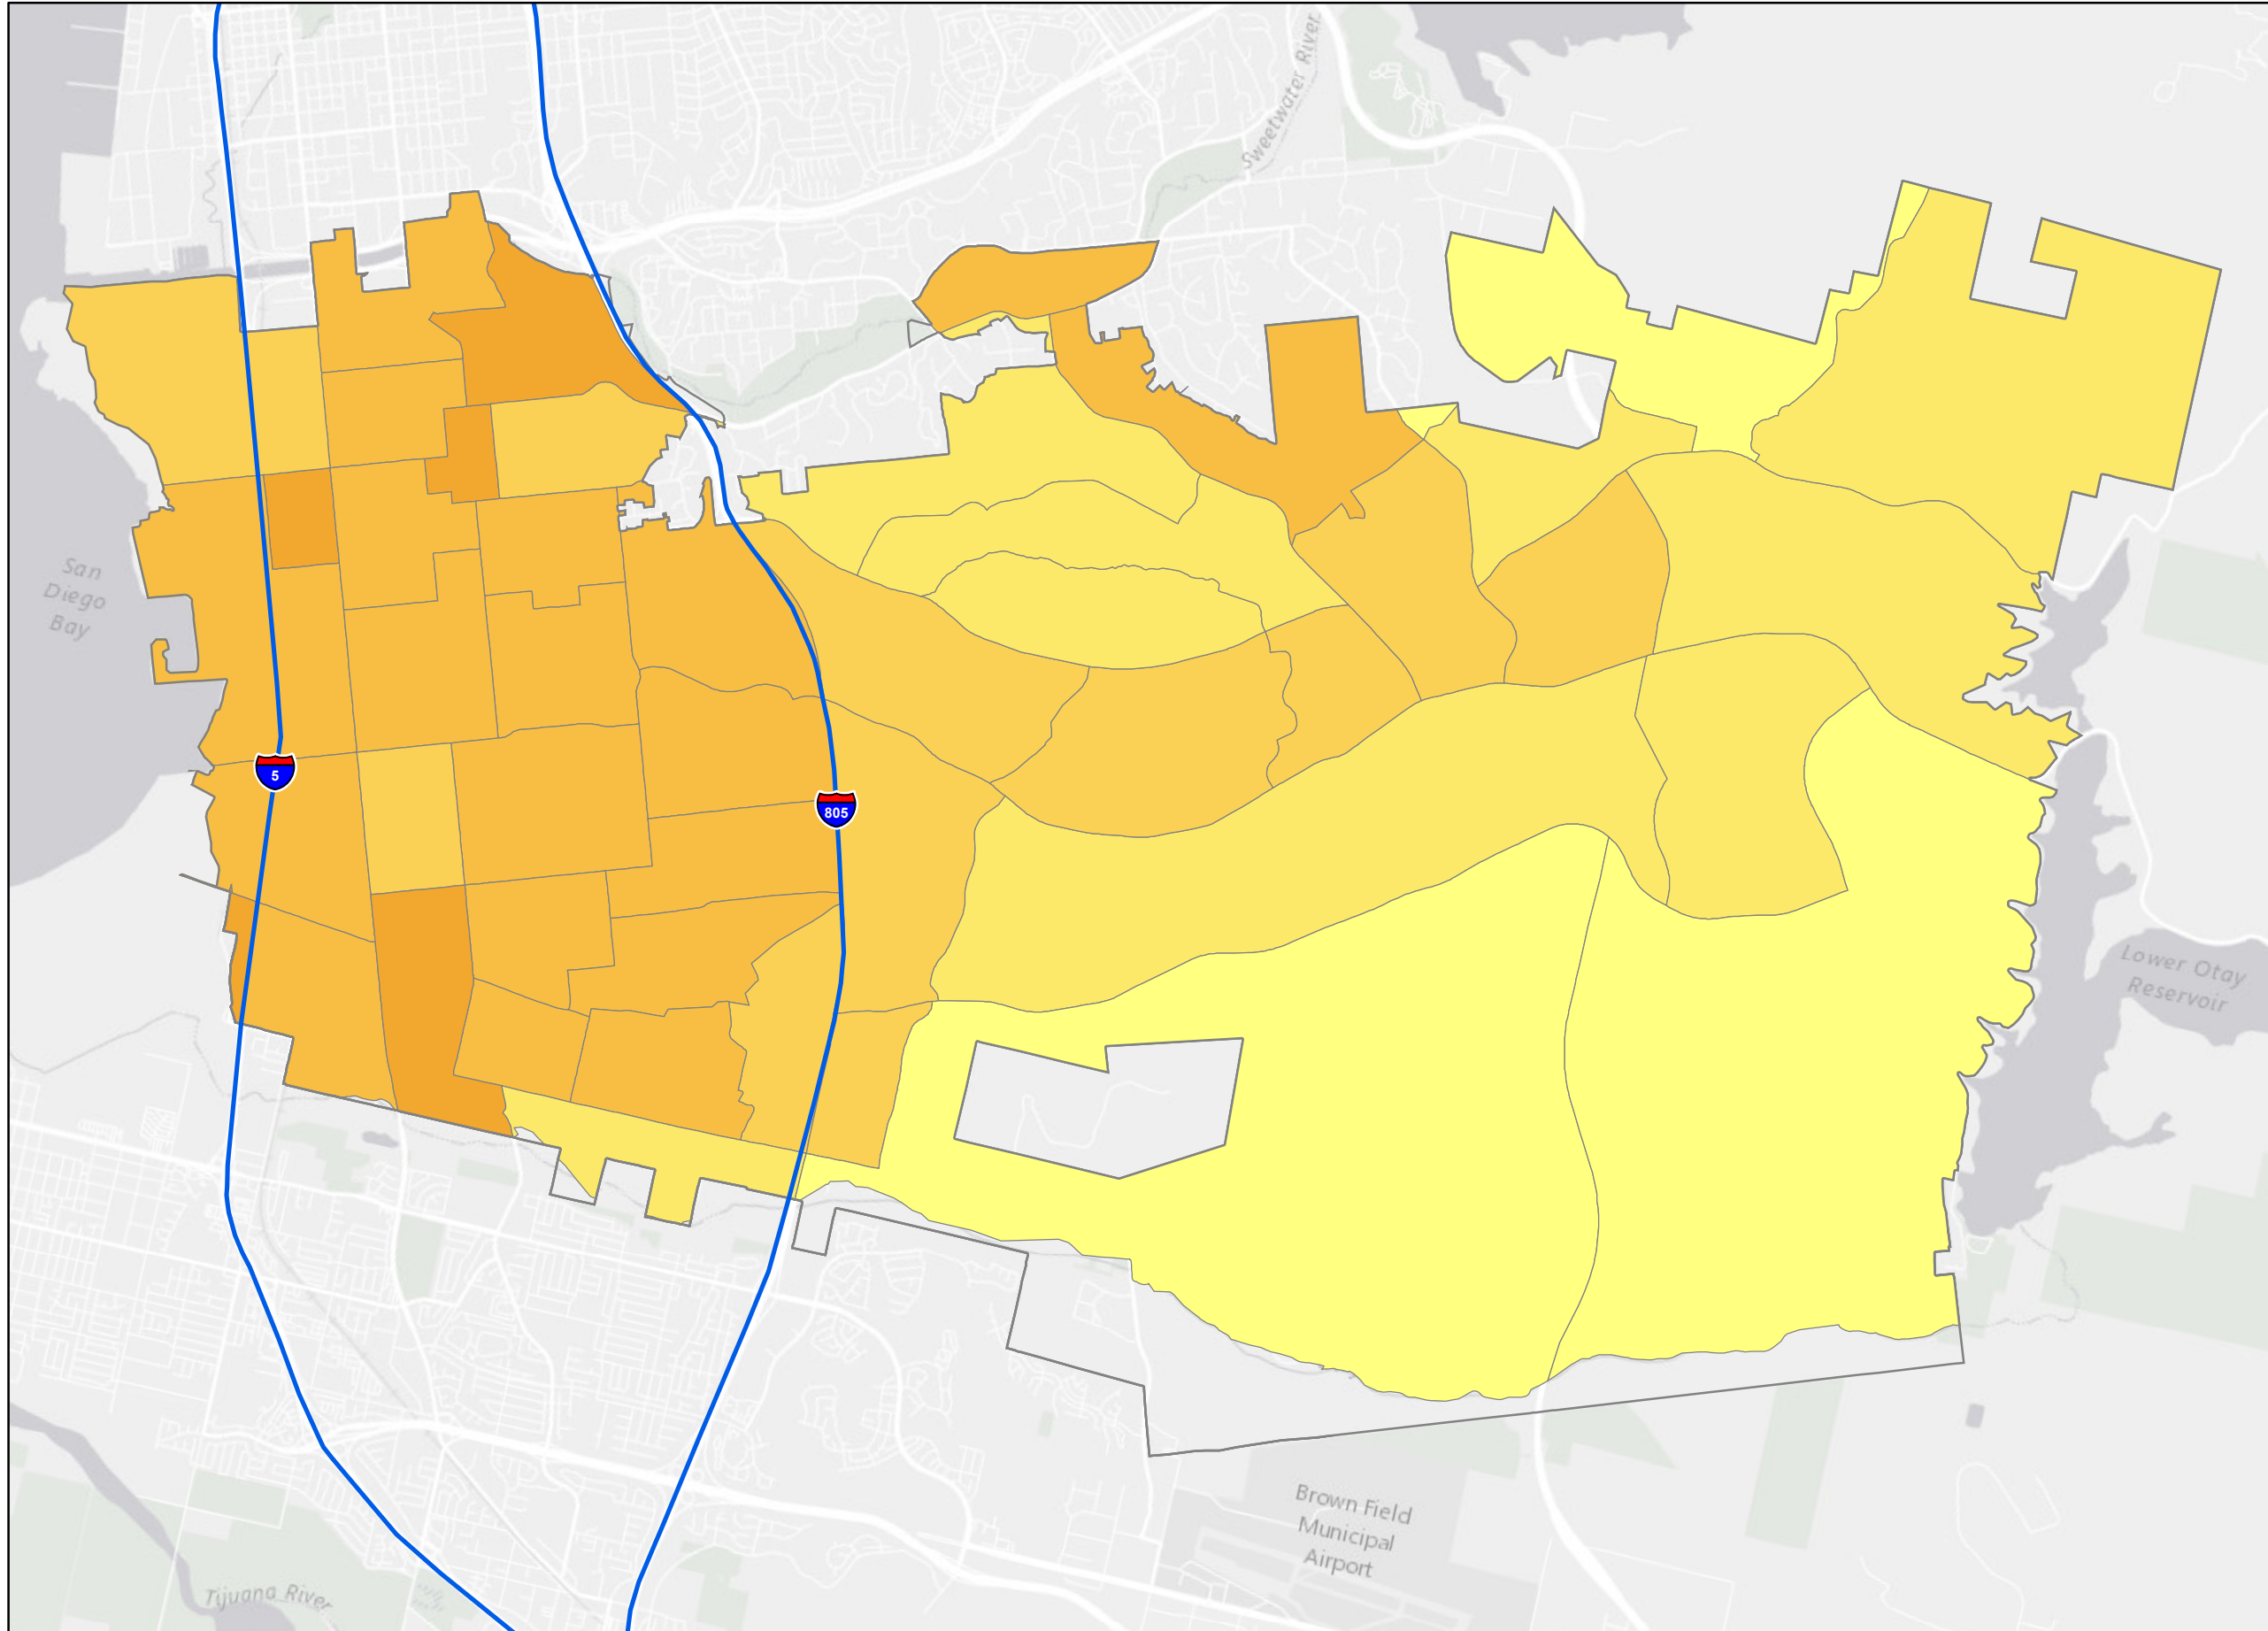 Sweetwater River
San
Diego
Bay
5
805
Lower Otay
Reservoir
Brown Field
Municipal
Airport
Tijuana River